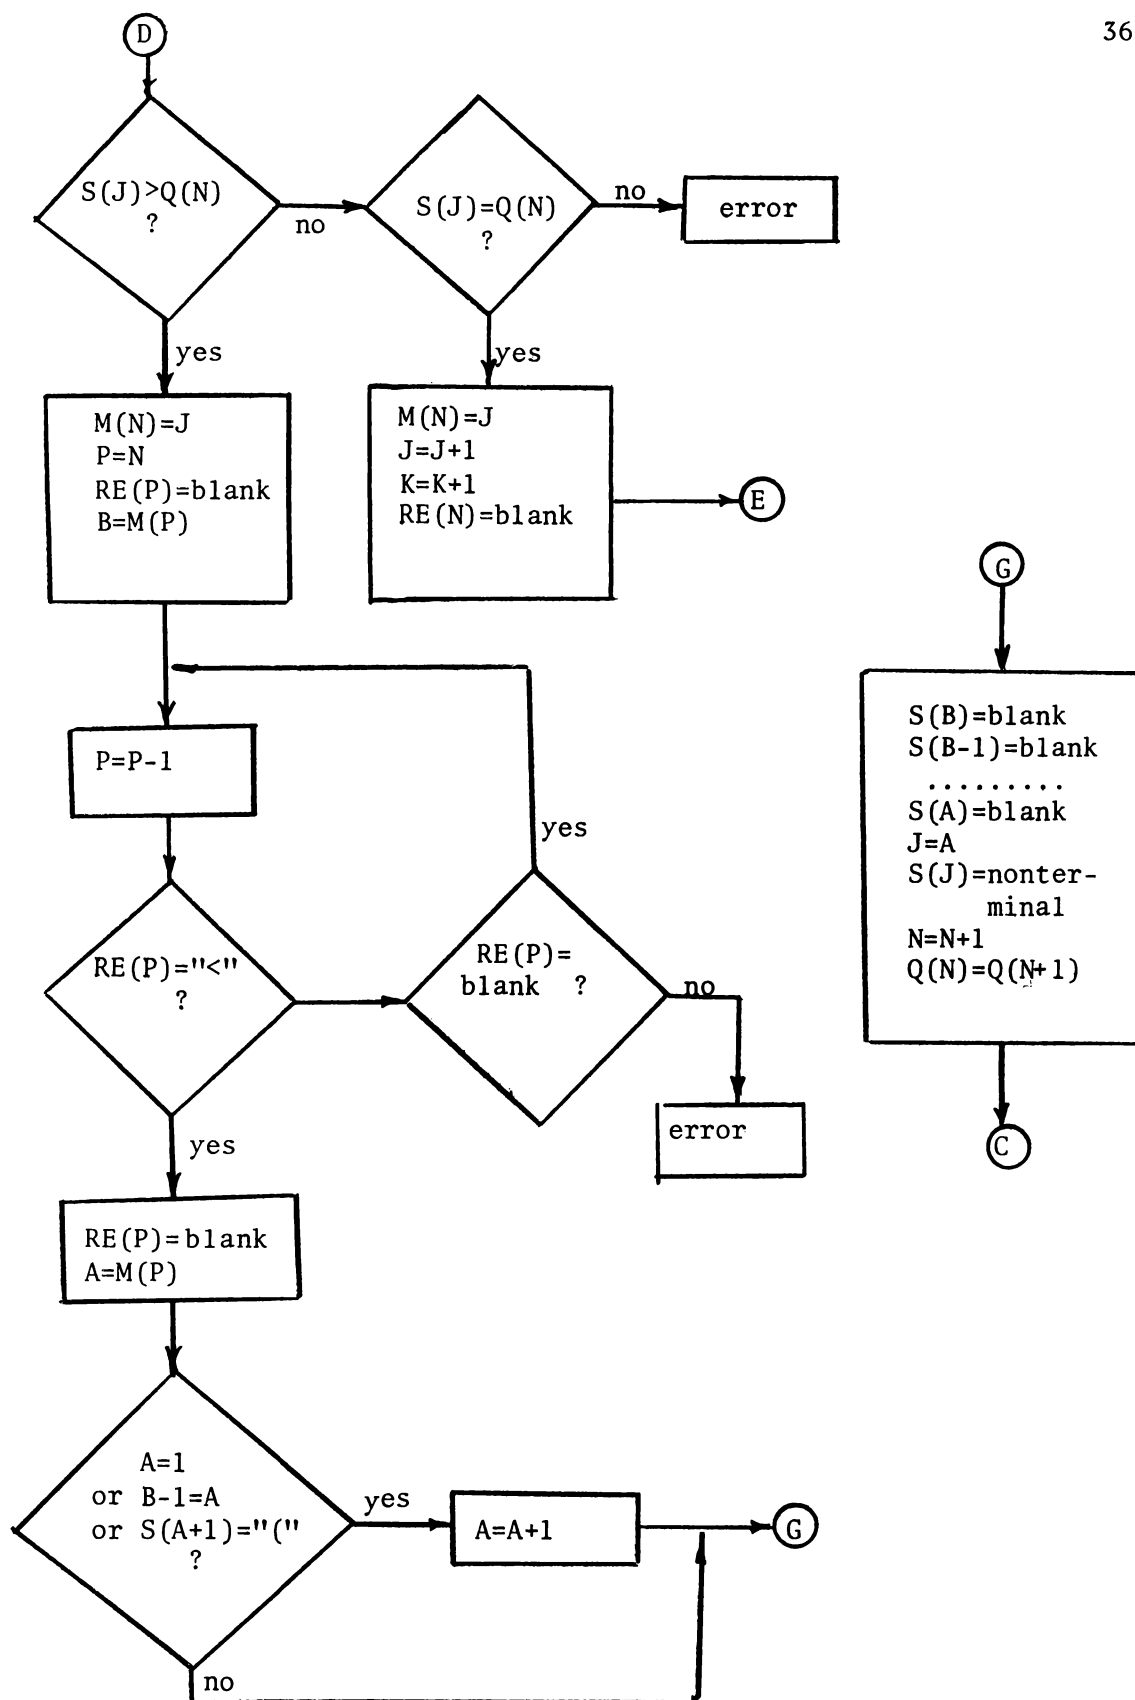 36
D
S(J)>Q(N)
?
no
S(J)=Q(N)
?
no
error
yes
yes
M(N)=J
P=N
RE(P)=blank
B=M(P)
M(N)=J
J=J+1
K=K+1
RE(N)=blank
E
P=P-1
yes
RE(P)="<"
?
RE(P)=
blank ?
no
error
yes
RE(P)=blank
A=M(P)
A=1
or B-1=A
or S(A+1)="("
?
yes
A=A+1
G
no
G
S(B)=blank
S(B-1)=blank
.........
S(A)=blank
J=A
S(J)=nonter-
minal
N=N+1
Q(N)=Q(N+1)
C